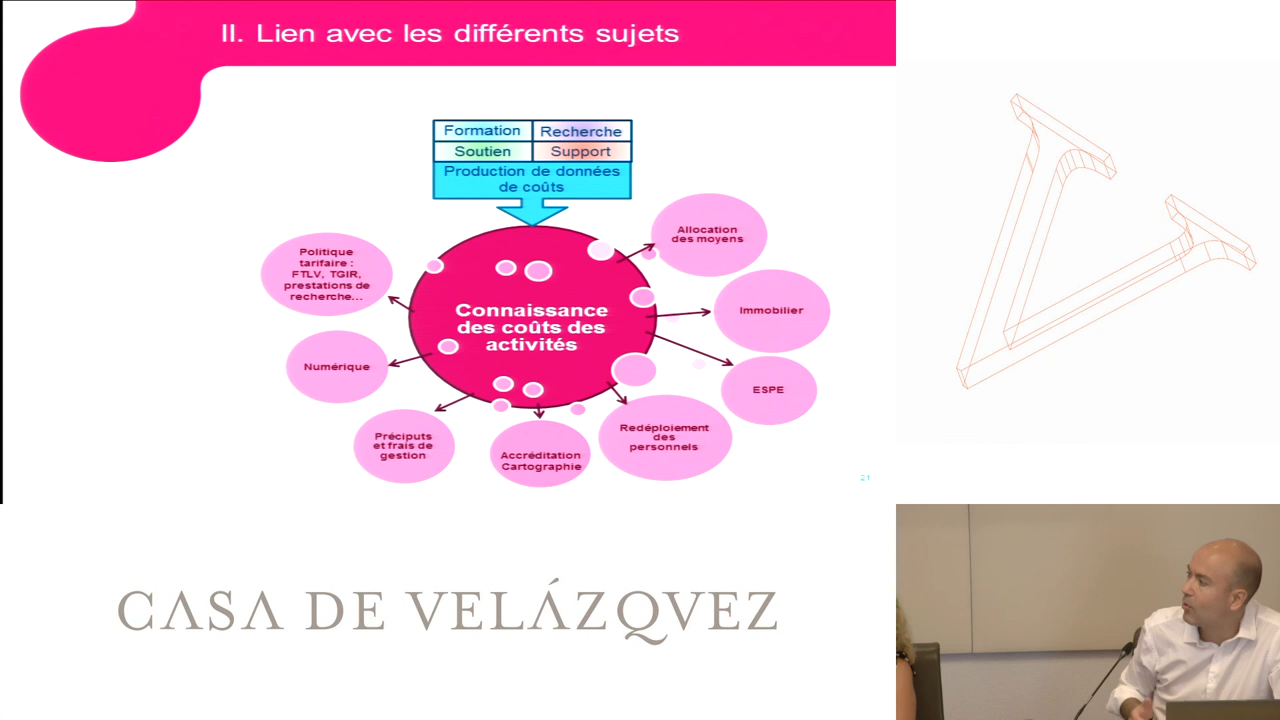 II. Lien avec les différents sujets
Formation
Recherche
Soutien
Support
Production de données
de coûts
Allocation
des moyens
Politique
tarifaire :
FTLV, TGIR,
prestations de
recherche...
Connaissance
des coûts des
activités
Immobilier
Numérique
ESPE
Préciputs
et frais de
gestion
Accréditation
Cartographie
Redéploiement
des
personnels
21
CASA DE VELÁZQVEZ